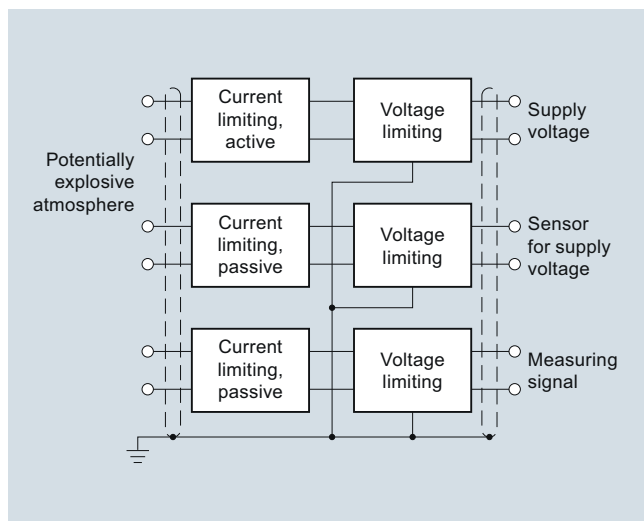 Potentially
explosive
atmosphere
Current
limiting,
active
Voltage
limiting
Supply
voltage
Current
limiting,
passive
Voltage
limiting
Sensor
for supply
voltage
Current
limiting,
passive
Voltage
limiting
Measuring
signal